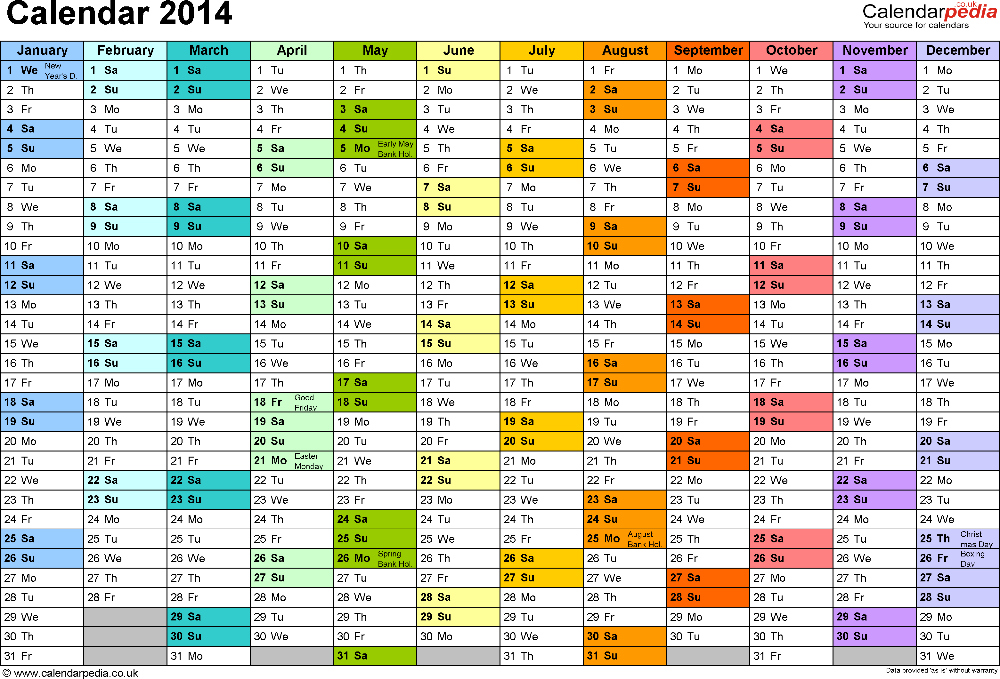 Calendar 2014
Calendarpedia.co.uk
Your source for calendars
January February March April May June July August September October November December
1 We New Year's D. 1 Sa 1 Sa 1 Tu 1 Th 1 Su 1 Tu 1 Fr 1 Mo 1 We 1 Sa 1 Mo
2 Th 2 Su 2 Su 2 We 2 Fr 2 Mo 2 We 2 Sa 2 Tu 2 Th 2 Su 2 Tu
3 Fr 3 Mo 3 Mo 3 Th 3 Sa 3 Tu 3 Th 3 Su 3 We 3 Fr 3 Mo 3 We
4 Sa 4 Tu 4 Tu 4 Fr 4 Su 4 We 4 Fr 4 Mo 4 Th 4 Sa 4 Tu 4 Th
5 Su 5 We 5 We 5 Sa 5 Mo Early May Bank Hol. 5 Th 5 Sa 5 Tu 5 Fr 5 Su 5 We 5 Fr
6 Mo 6 Th 6 Th 6 Su 6 Tu 6 Fr 6 Su 6 We 6 Sa 6 Mo 6 Th 6 Sa
7 Tu 7 Fr 7 Fr 7 Mo 7 We 7 Sa 7 Mo 7 Th 7 Su 7 Tu 7 Fr 7 Su
8 We 8 Sa 8 Sa 8 Tu 8 Th 8 Su 8 Tu 8 Fr 8 Mo 8 We 8 Sa 8 Mo
9 Th 9 Su 9 Su 9 We 9 Fr 9 Mo 9 We 9 Sa 9 Tu 9 Th 9 Su 9 Tu
10 Fr 10 Mo 10 Mo 10 Th 10 Sa 10 Tu 10 Th 10 Su 10 We 10 Fr 10 Mo 10 We
11 Sa 11 Tu 11 Tu 11 Fr 11 Su 11 We 11 Fr 11 Mo 11 Th 11 Sa 11 Tu 11 Th
12 Su 12 We 12 We 12 Sa 12 Mo 12 Th 12 Sa 12 Tu 12 Fr 12 Su 12 We 12 Fr
13 Mo 13 Th 13 Th 13 Su 13 Tu 13 Fr 13 Su 13 We 13 Sa 13 Mo 13 Th 13 Sa
14 Tu 14 Fr 14 Fr 14 Mo 14 We 14 Sa 14 Mo 14 Th 14 Su 14 Tu 14 Fr 14 Su
15 We 15 Sa 15 Sa 15 Tu 15 Th 15 Su 15 Tu 15 Fr 15 Mo 15 We 15 Sa 15 Mo
16 Th 16 Su 16 Su 16 We 16 Fr 16 Mo 16 We 16 Sa 16 Tu 16 Th 16 Su 16 Tu
17 Fr 17 Mo 17 Mo 17 Th 17 Sa 17 Tu 17 Th 17 Su 17 We 17 Fr 17 Mo 17 We
18 Sa 18 Tu 18 Tu 18 Fr Good Friday 18 Su 18 We 18 Fr 18 Mo 18 Th 18 Sa 18 Tu 18 Th
19 Su 19 We 19 We 19 Sa 19 Mo 19 Th 19 Sa 19 Tu 19 Fr 19 Su 19 We 19 Fr
20 Mo 20 Th 20 Th 20 Su 20 Tu 20 Fr 20 Su 20 We 20 Sa 20 Mo 20 Th 20 Sa
21 Tu 21 Fr 21 Fr 21 Mo Easter Monday 21 We 21 Sa 21 Mo 21 Th 21 Su 21 Tu 21 Fr 21 Su
22 We 22 Sa 22 Sa 22 Tu 22 Th 22 Su 22 Tu 22 Fr 22 Mo 22 We 22 Sa 22 Mo
23 Th 23 Su 23 Su 23 We 23 Fr 23 Mo 23 We 23 Sa 23 Tu 23 Th 23 Su 23 Tu
24 Fr 24 Mo 24 Mo 24 Th 24 Sa 24 Tu 24 Th 24 Su 24 We 24 Fr 24 Mo 24 We
25 Sa 25 Tu 25 Tu 25 Fr 25 Su 25 We 25 Fr 25 Mo August Bank Hol. 25 Th 25 Sa 25 Tu 25 Th Christ-mas Day
26 Su 26 We 26 We 26 Sa 26 Mo Spring Bank Hol. 26 Th 26 Sa 26 Tu 26 Fr 26 Su 26 We 26 Fr Boxing Day
27 Mo 27 Th 27 Th 27 Su 27 Tu 27 Fr 27 Su 27 We 27 Sa 27 Mo 27 Th 27 Sa
28 Tu 28 Fr 28 Fr 28 Mo 28 We 28 Sa 28 Mo 28 Th 28 Su 28 Tu 28 Fr 28 Su
29 We 29 Sa 29 Tu 29 Th 29 Su 29 Tu 29 Fr 29 Mo 29 We 29 Sa 29 Mo
30 Th 30 Su 30 We 30 Fr 30 Mo 30 We 30 Sa 30 Tu 30 Th 30 Su 30 Tu
31 Fr 31 Mo 31 Sa 31 Th 31 Su 31 Fr 31 We
© www.calendarpedia.co.uk
Data provided 'as is' without warranty